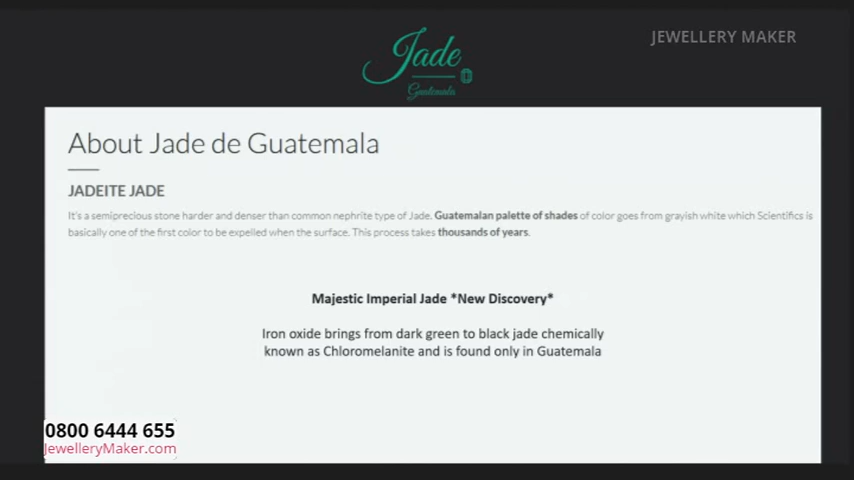 JEWELLERY MAKER
Jade
Guatemala
About Jade de Guatemala
JADEITE JADE
It's a semiprecious stone harder and denser than common nephrite type of Jade. Guatemalan palette of shades of color goes from grayish white which Scientifics is
basically one of the first color to be expelled when the surface. This process takes thousands of years.
Majestic Imperial Jade *New Discovery*
Iron oxide brings from dark green to black jade chemically
known as Chloromelanite and is found only in Guatemala
0800 6444 655
JewelleryMaker.com